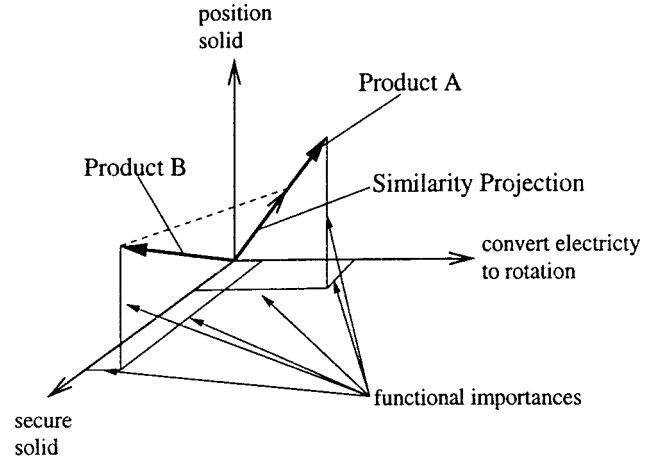 position
solid
Product A
Product B
Similarity Projection
convert electricty
to rotation
functional importances
secure
solid